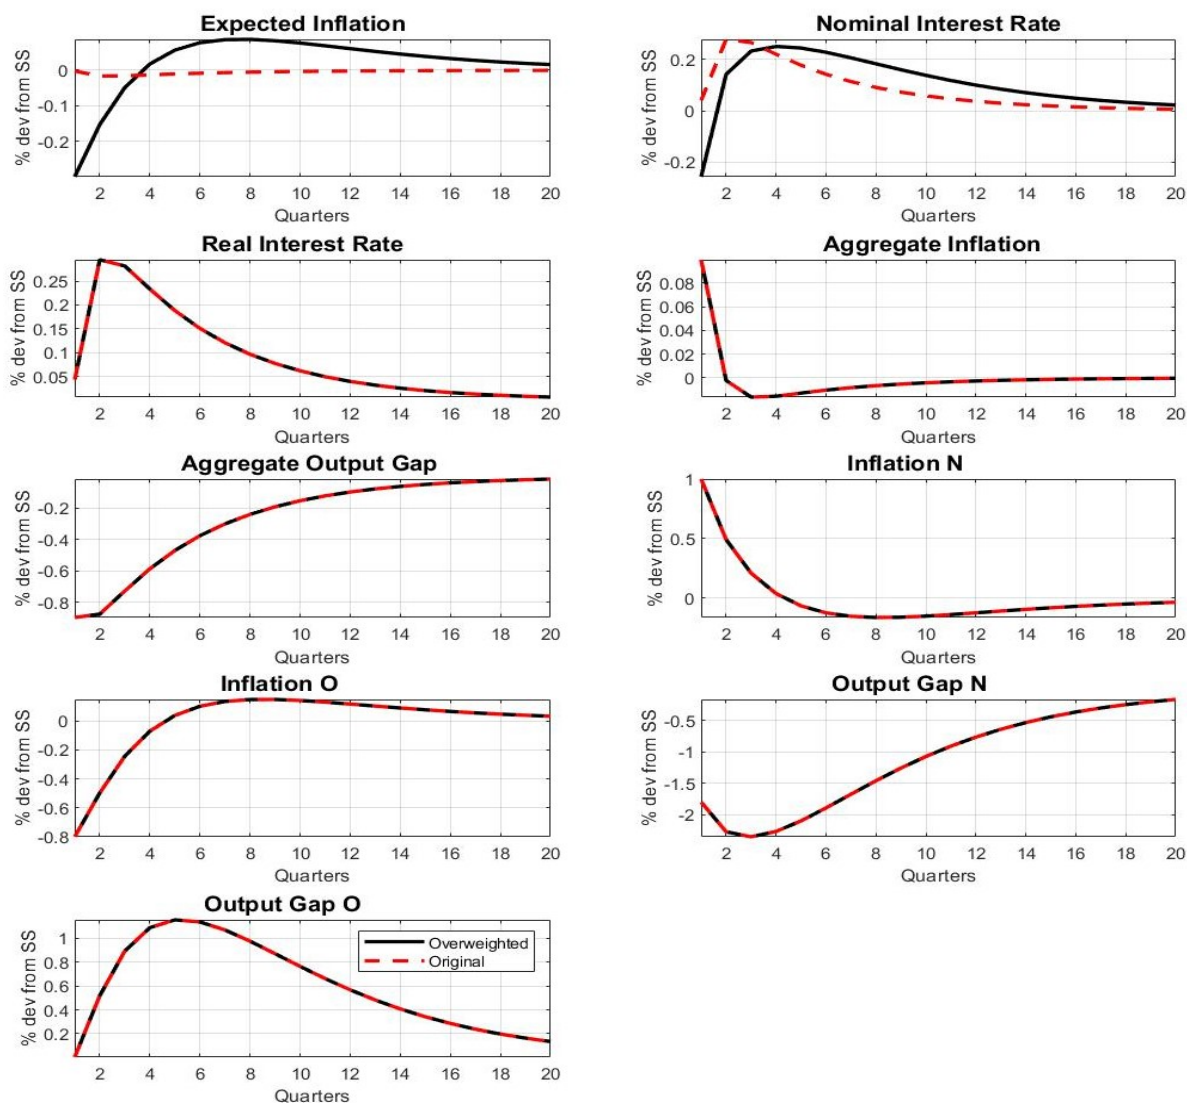 Expected Inflation
% dev from SS
0
-0.1
-0.2
2 4 6 8 10 12 14 16 18 20
Quarters
Nominal Interest Rate
% dev from SS
0.2
0
-0.2
2 4 6 8 10 12 14 16 18 20
Quarters
Real Interest Rate
% dev from SS
0.25
0.2
0.15
0.1
0.05
2 4 6 8 10 12 14 16 18 20
Quarters
Aggregate Inflation
% dev from SS
0.08
0.06
0.04
0.02
0
2 4 6 8 10 12 14 16 18 20
Quarters
Aggregate Output Gap
% dev from SS
-0.2
-0.4
-0.6
-0.8
2 4 6 8 10 12 14 16 18 20
Quarters
Inflation N
% dev from SS
1
0.5
0
2 4 6 8 10 12 14 16 18 20
Quarters
Inflation O
% dev from SS
0
-0.2
-0.4
-0.6
-0.8
2 4 6 8 10 12 14 16 18 20
Quarters
Output Gap N
% dev from SS
-0.5
-1
-1.5
-2
2 4 6 8 10 12 14 16 18 20
Quarters
Output Gap O
% dev from SS
1
0.8
0.6
0.4
0.2
2 4 6 8 10 12 14 16 18 20
Quarters
Overweighted
Original